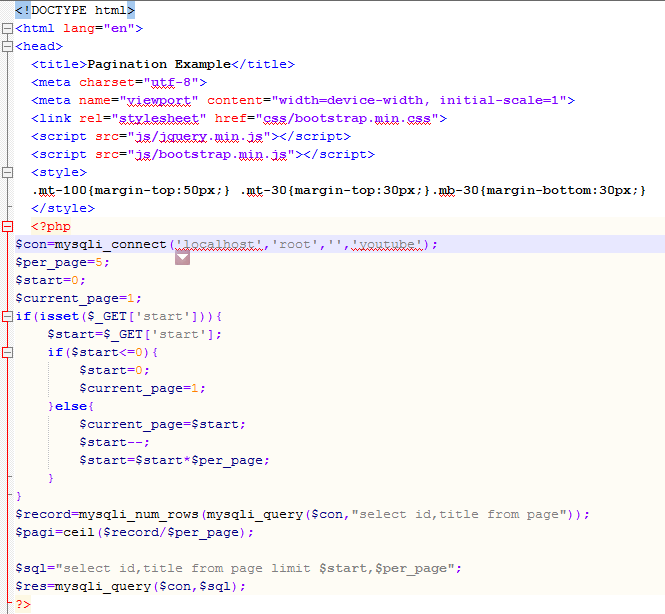 <!DOCTYPE html>
<html lang="en">
<head>
<title>Pagination Example</title>
<meta charset="utf-8">
<meta name="viewport" content="width=device-width, initial-scale=1">
<link rel="stylesheet" href="css/bootstrap.min.css">
<script src="js/jquery.min.js"></script>
<script src="js/bootstrap.min.js"></script>
<style>
.mt-100{margin-top:50px;} .mt-30{margin-top:30px;}.mb-30{margin-bottom:30px;}
</style>
<?php
$con=mysqli_connect('localhost','root','','youtube');
$per_page=5;
$start=0;
$current_page=1;
if(isset($_GET['start'])){
$start=$_GET['start'];
if($start<=0){
$start=0;
$current_page=1;
}else{
$current_page=$start;
$start--;
$start=$start*$per_page;
}
}
$record=mysqli_num_rows(mysqli_query($con,"select id,title from page"));
$pagi=ceil($record/$per_page);
$sql="select id,title from page limit $start,$per_page";
$res=mysqli_query($con,$sql);
?>